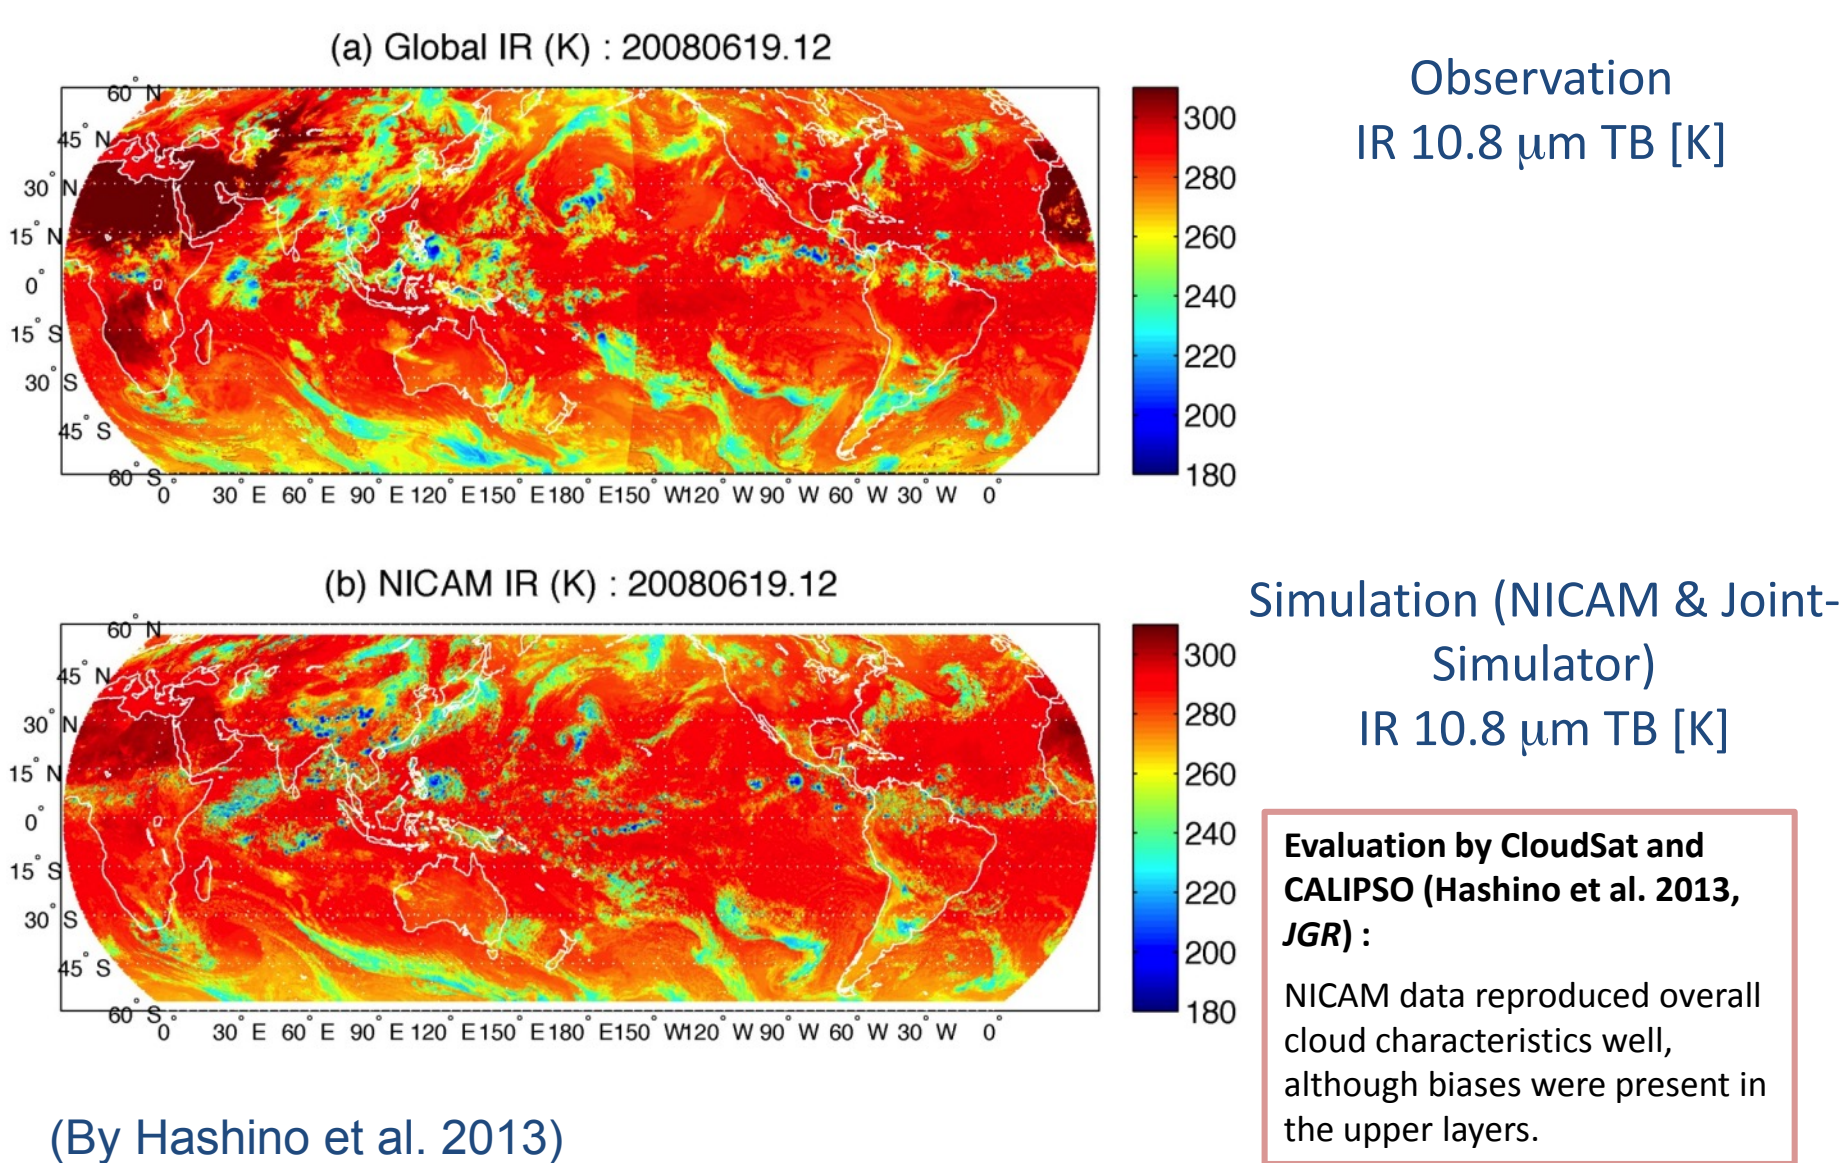 (a) Global IR (K) : 20080619.12
60° N
45° N
30° N
15° N
0°
15° S
30° S
45° S
60° S
0° 30° E 60° E 90° E 120° E 150° E 180° E 150° W 120° W 90° W 60° W 30° W 0°
300
280
260
240
220
200
180
Observation
IR 10.8 μm TB [K]
(b) NICAM IR (K) : 20080619.12
60° N
45° N
30° N
15° N
0°
15° S
30° S
45° S
60° S
0° 30° E 60° E 90° E 120° E 150° E 180° E 150° W 120° W 90° W 60° W 30° W 0°
300
280
260
240
220
200
180
Simulation (NICAM & Joint-
Simulator)
IR 10.8 μm TB [K]
Evaluation by CloudSat and
CALIPSO (Hashino et al. 2013,
JGR) :
NICAM data reproduced overall
cloud characteristics well,
although biases were present in
the upper layers.
(By Hashino et al. 2013)